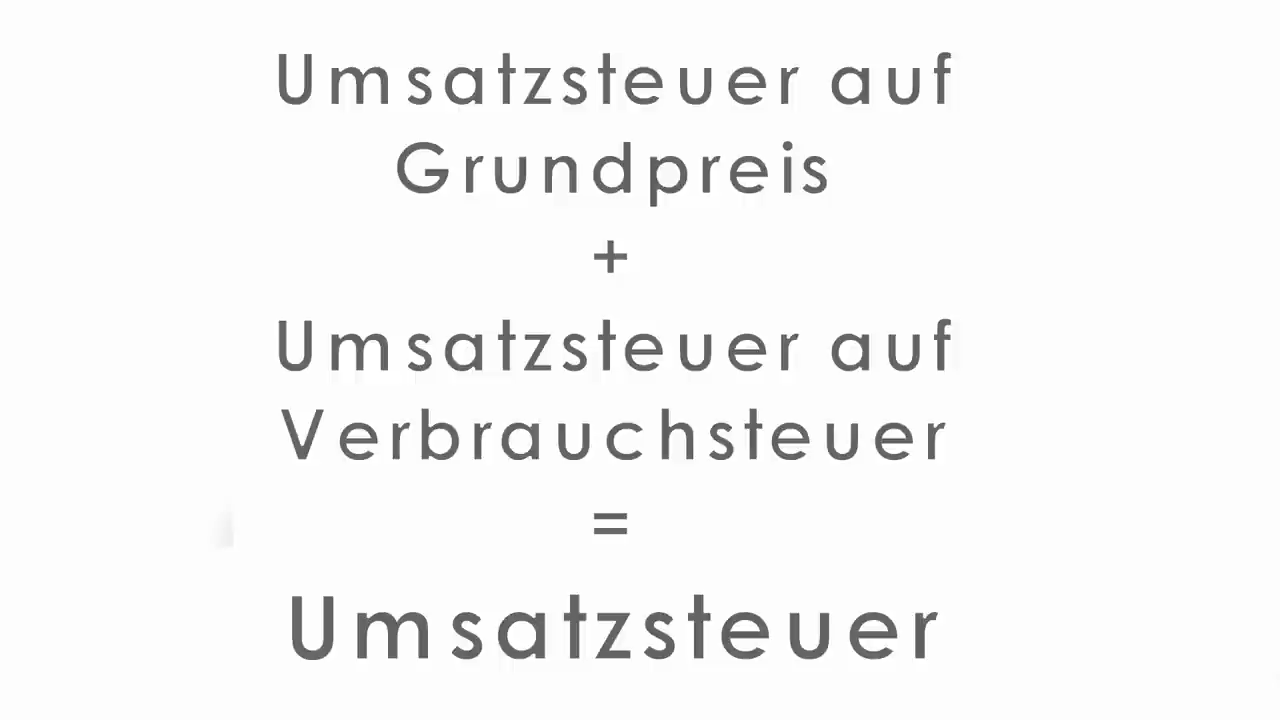 Umsatzsteuer auf
Grundpreis
+
Umsatzsteuer auf
Verbrauchsteuer
=
Umsatzsteuer